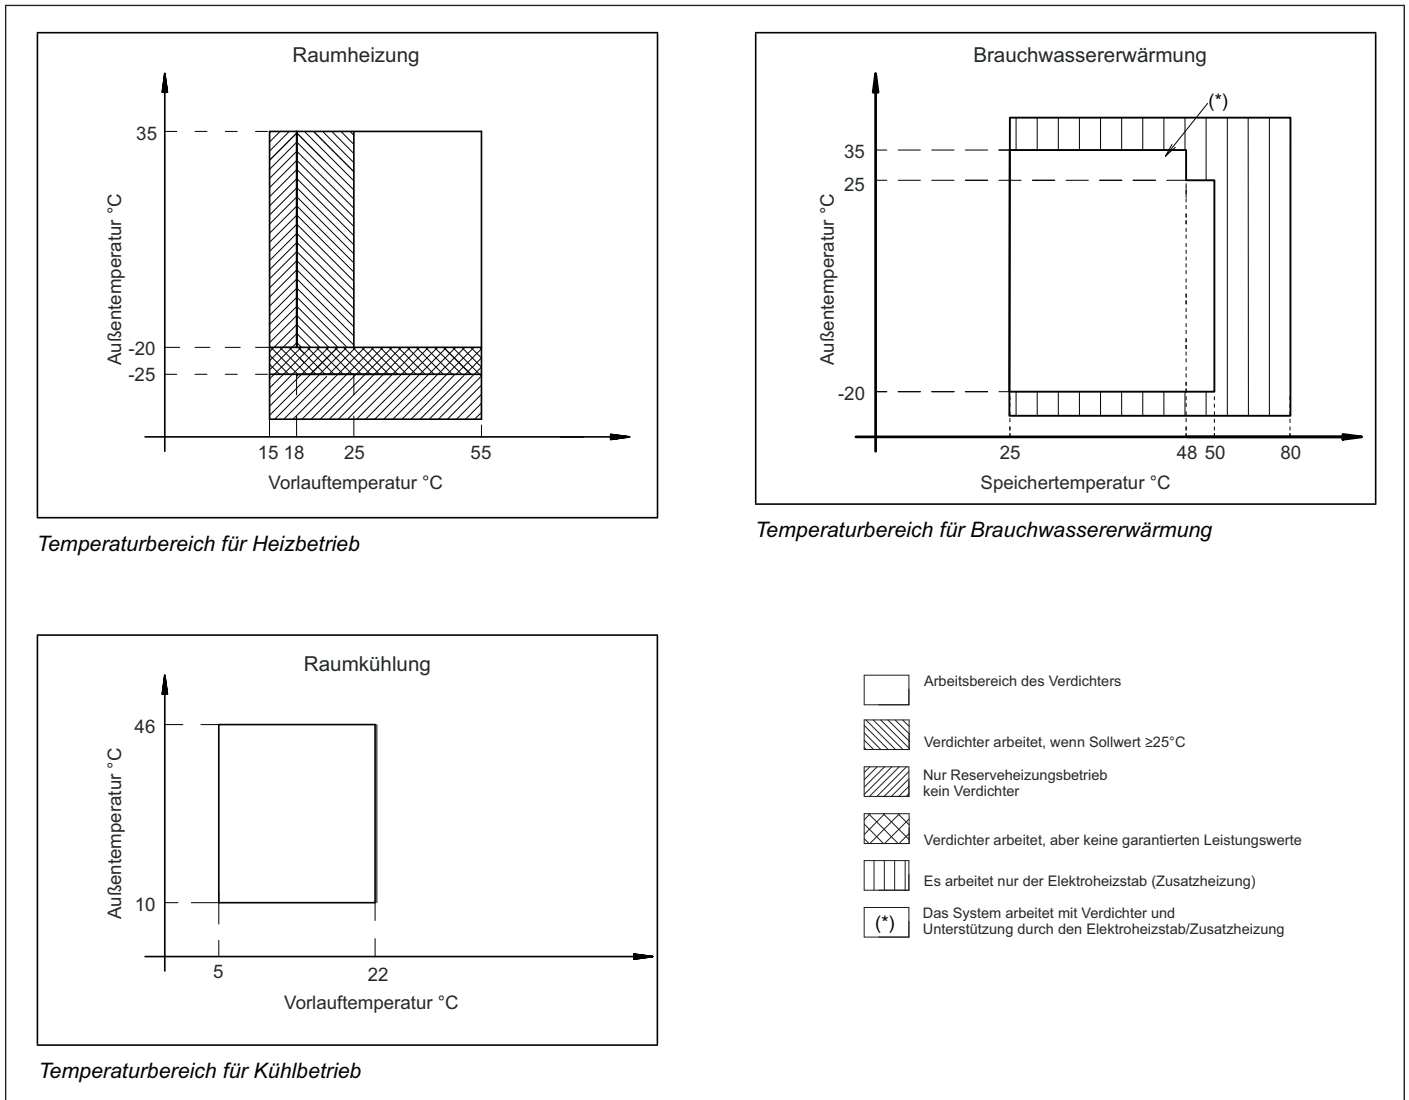 Raumheizung
Außentemperatur °C
35
-20
-25
15 18 25 55
Vorlauftemperatur °C
Temperaturbereich für Heizbetrieb
Brauchwassererwärmung
(*)
Außentemperatur °C
35
25
-20
25 48 50 80
Speichertemperatur °C
Temperaturbereich für Brauchwassererwärmung
Raumkühlung
Außentemperatur °C
46
10
5 22
Vorlauftemperatur °C
Temperaturbereich für Kühlbetrieb
Arbeitsbereich des Verdichters
Verdichter arbeitet, wenn Sollwert ≥25°C
Nur Reserveheizungsbetrieb
kein Verdichter
Verdichter arbeitet, aber keine garantierten Leistungswerte
Es arbeitet nur der Elektroheizstab (Zusatzheizung)
(*) Das System arbeitet mit Verdichter und
Unterstützung durch den Elektroheizstab/Zusatzheizung